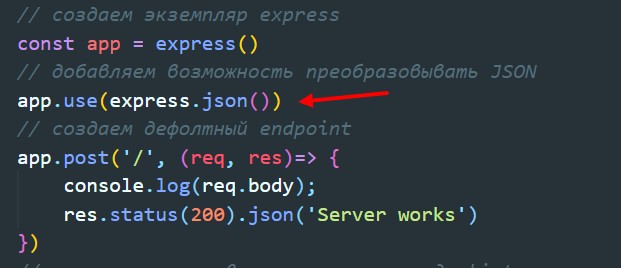 // создаем экземпляр express
const app = express()
// добавляем возможность преобразовывать JSON
app.use(express.json())
// создаем дефолтный endpoint
app.post('/', (req, res)=> {
    console.log(req.body);
    res.status(200).json('Server works')
})